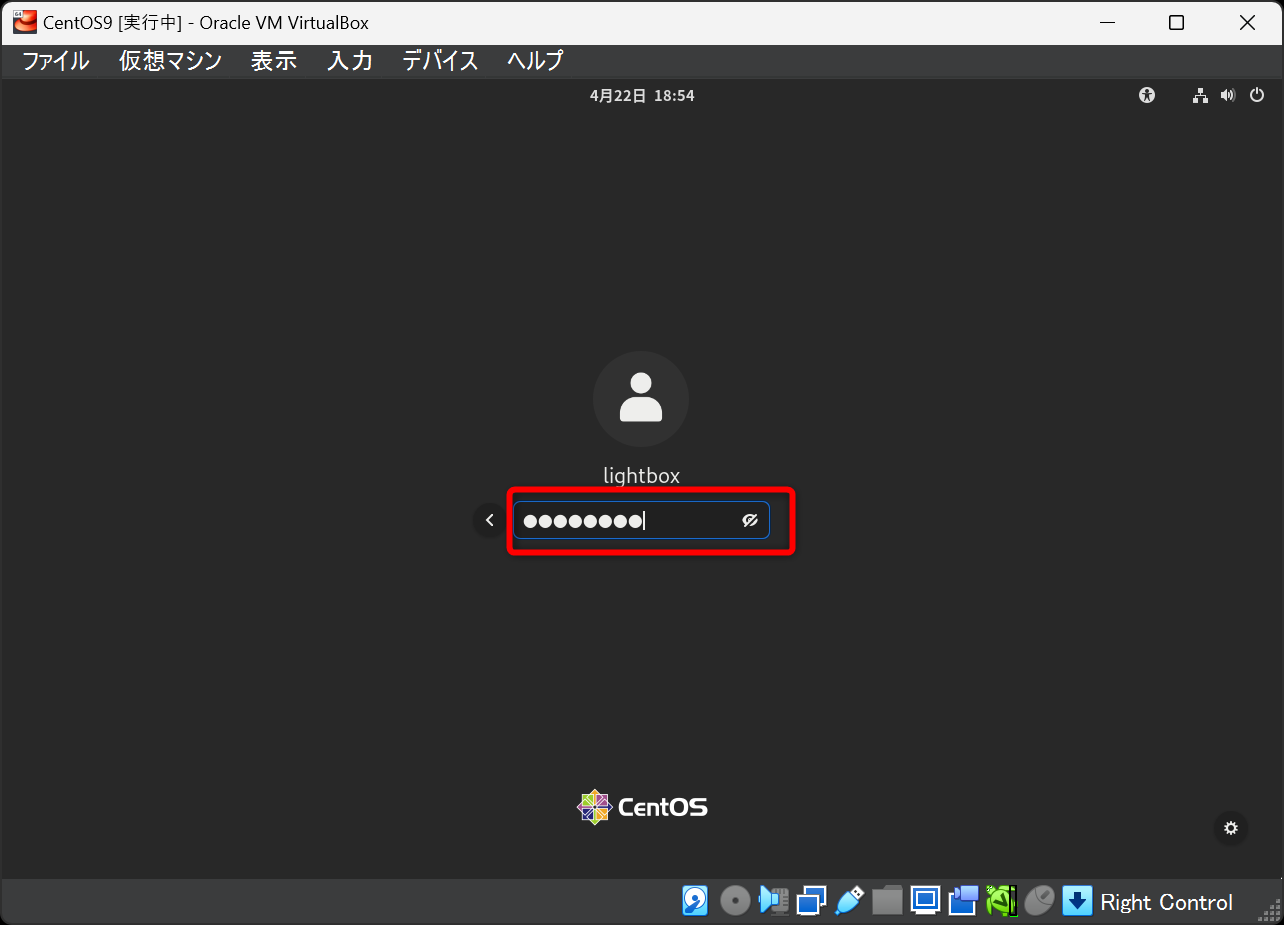 CentOS9 [実行中] - Oracle VM VirtualBox
ファイル 仮想マシン 表示 入力 デバイス ヘルプ
4月22日 18:54
lightbox
CentOS
Right Control